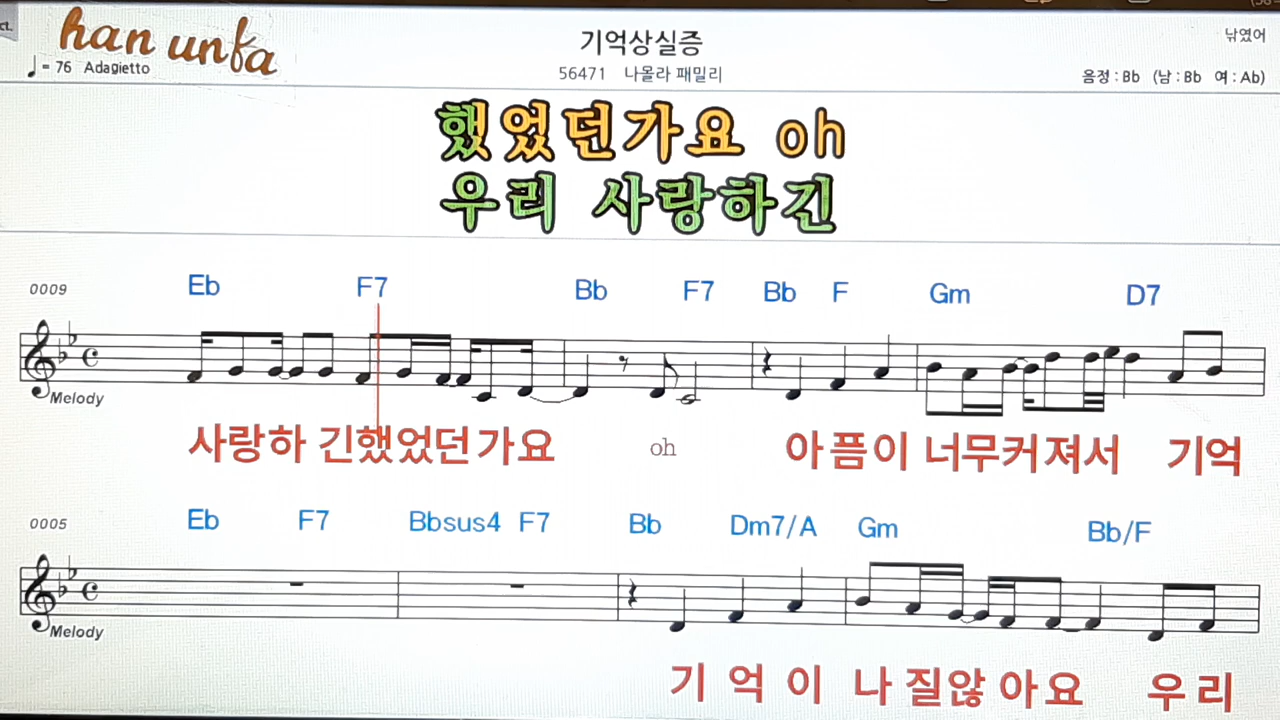 han unfa
기억상실증
낚였어
♩ = 76 Adagietto
56471 나몰라 패밀리
음정 : Bb (남 : Bb 여 : Ab)
했었던가요 oh
우리 사랑하긴
0009 Eb F7 Bb F7 Bb F Gm D7
Melody
사랑하 긴했었던가요 oh 아픔이 너무커져서 기억
0005 Eb F7 Bbsus4 F7 Bb Dm7/A Gm Bb/F
Melody
기 억 이 나 질않 아요 우리